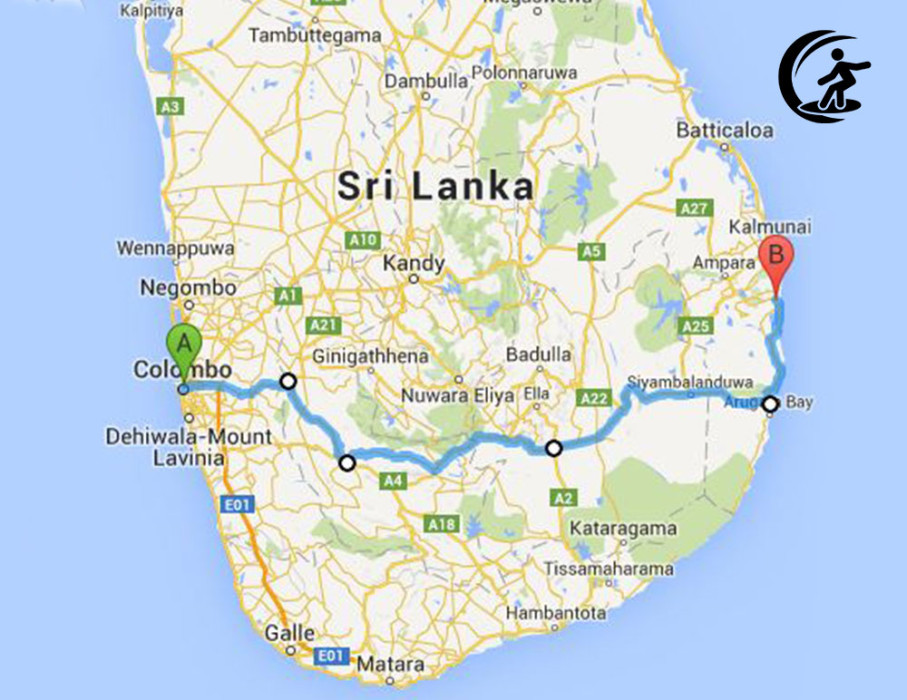 Kalpitiya
Tambuttegama
Dambulla
Polonnaruwa
A3
Batticaloa
Sri Lanka
A27
Kalmunai
Wennappuwa
A10
A5
B
Kandy
Ampara
Negombo
A1
A21
A25
A
Ginigathhena
Badulla
Colombo
Siyambalanduwa
Nuwara Eliya
Ella
A22
Arugam Bay
Dehiwala-Mount
Lavinia
A4
E01
A2
A18
Kataragama
Tissamaharama
Hambantota
Galle
E01
Matara